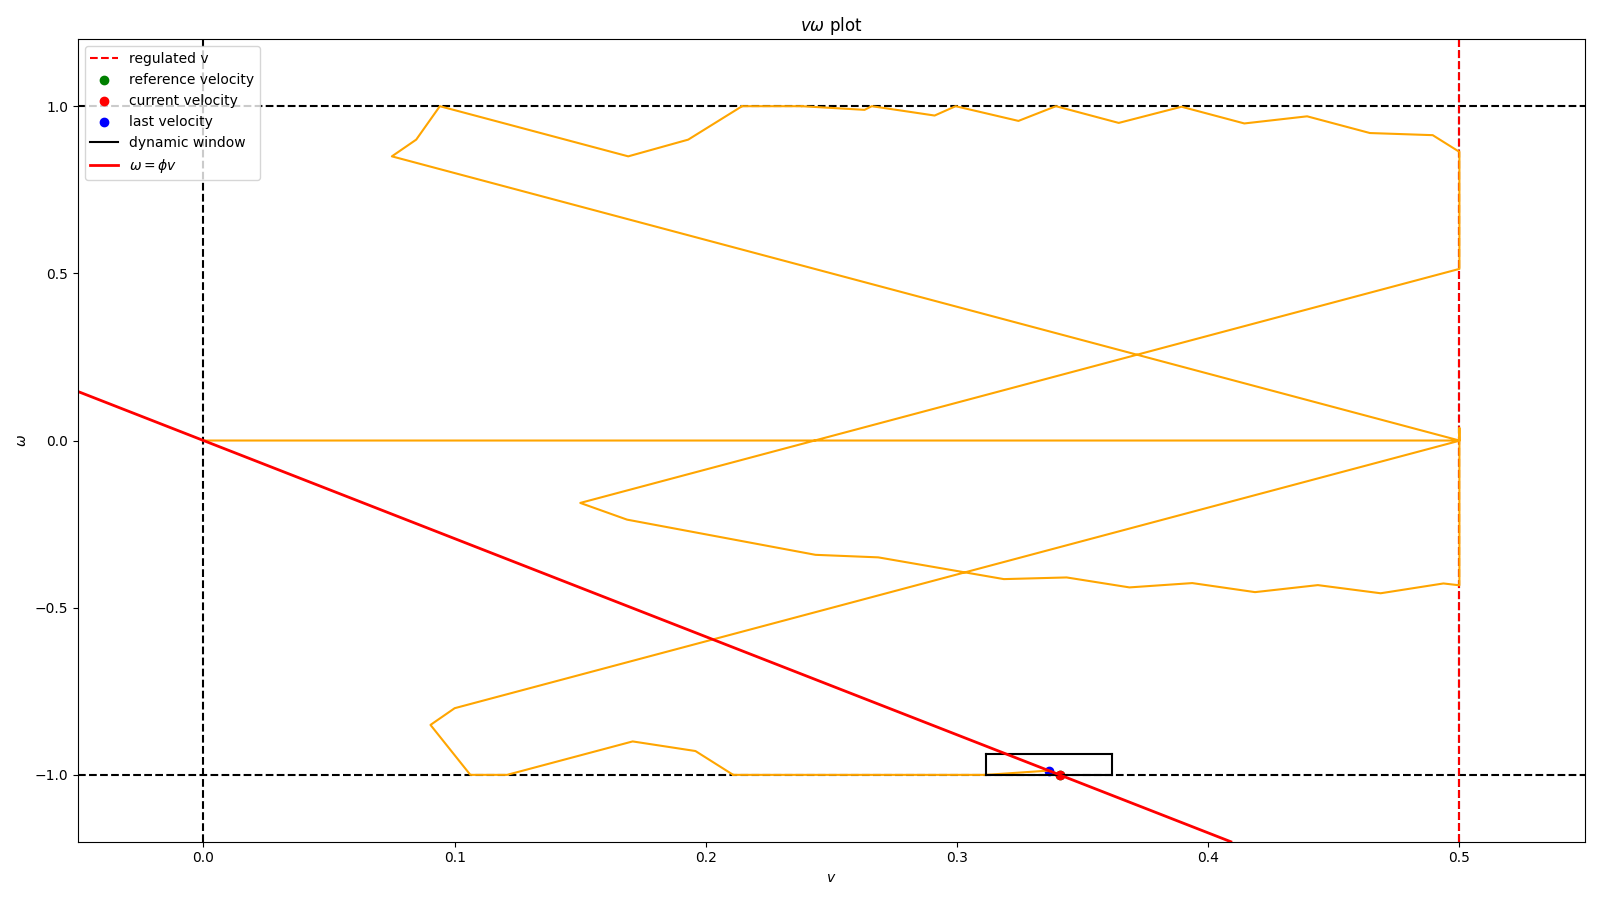 vω plot
regulated v
reference velocity
current velocity
last velocity
dynamic window
ω = ϕv
1.0
0.5
0.0
−0.5
−1.0
ω
0.0 0.1 0.2 0.3 0.4 0.5
v